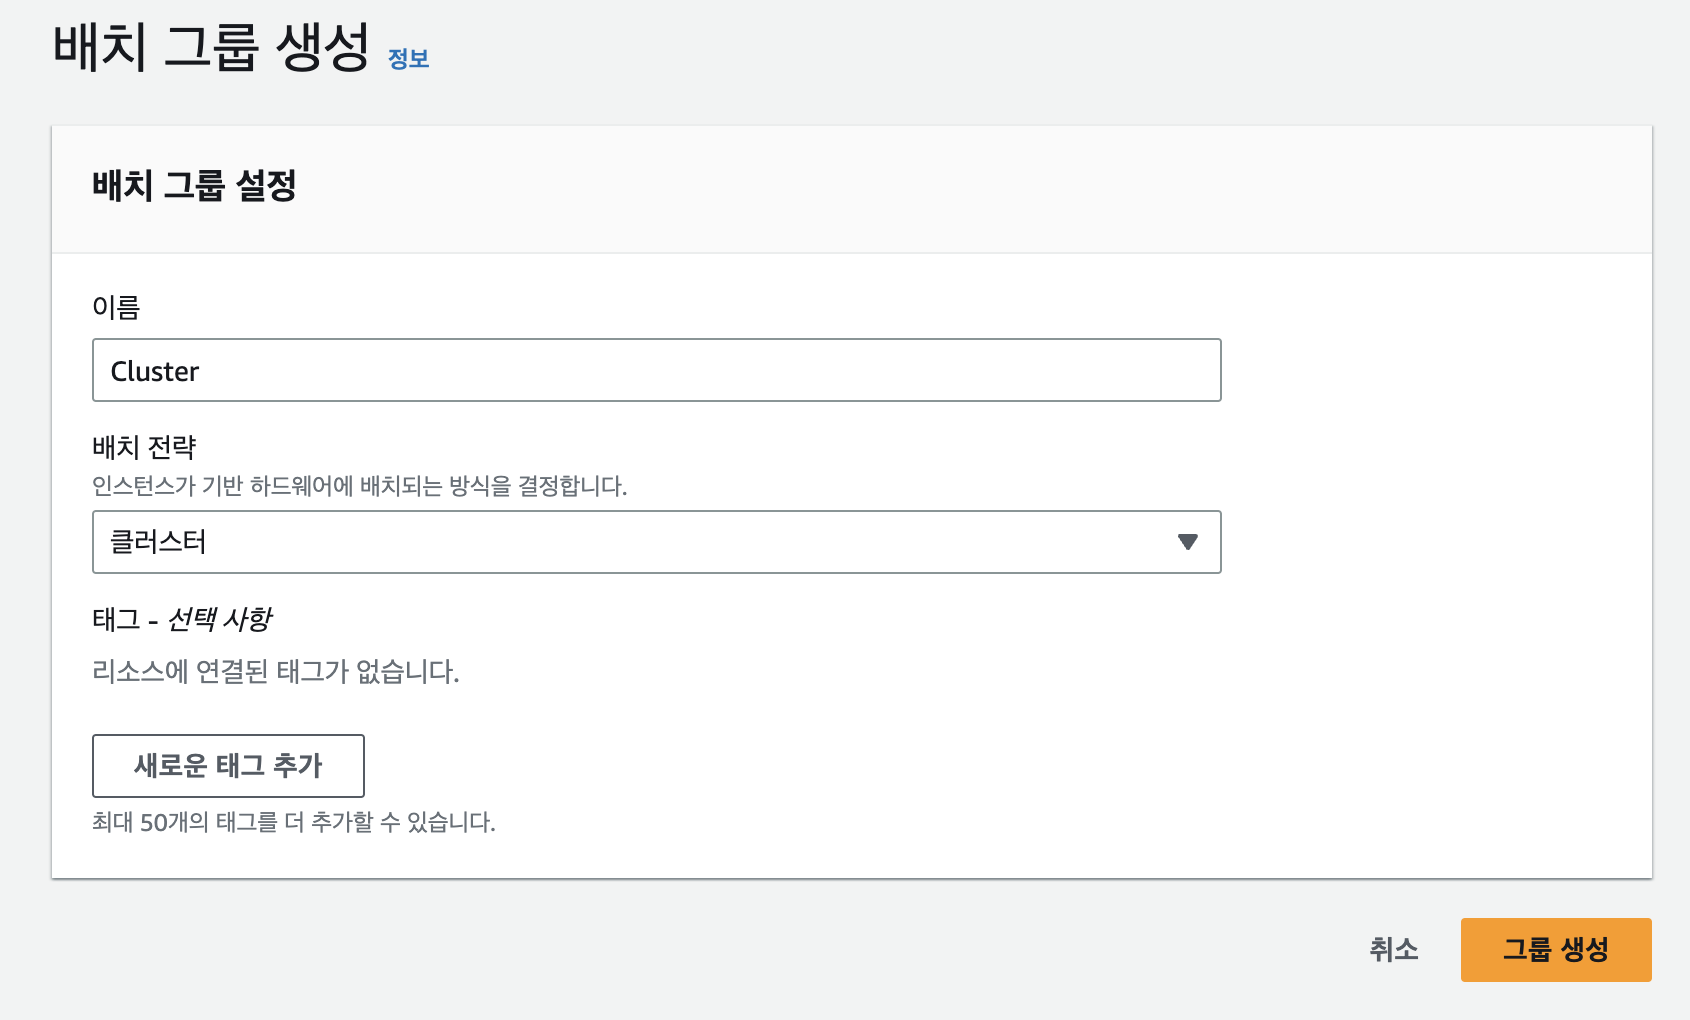 배치 그룹 생성 정보
배치 그룹 설정
이름
Cluster
배치 전략
인스턴스가 기반 하드웨어에 배치되는 방식을 결정합니다.
클러스터
태그 - 선택 사항
리소스에 연결된 태그가 없습니다.
새로운 태그 추가
최대 50개의 태그를 더 추가할 수 있습니다.
취소 그룹 생성